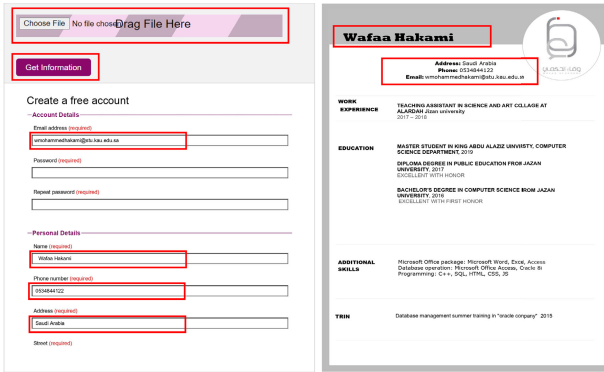 Choose File No file chosen Drag File Here
Get Information
Create a free account
Account Details
Email address (required)
wmohammedhakami@stu.kau.edu.sa
Password (required)
Repeat password (required)
Personal Details
Name (required)
Wafaa Hakami
Phone number (required)
0534844122
Address (required)
Saudi Arabia
Street (required)
Wafaa Hakami
Address: Saudi Arabia
Phone: 0534844122
Email: wmohammedhakami@stu.kau.edu.sa
WORK
EXPERIENCE
TEACHING ASSISTANT IN SCIENCE AND ART COLLAGE AT
ALARDAH Jizan university
2017 – 2018
EDUCATION
MASTER STUDENT IN KING ABDU ALAZIZ UNVIISTY, COMPUTER
SCIENCE DEPARTMENT, 2019
DIPLOMA DEGREE IN PUBLIC EDUCATION FROM JAZAN
UNIVERSITY, 2017
EXCELLENT WITH HONOR
BACHELOR'S DEGREE IN COMPUTER SCIENCE FROM JAZAN
UNIVERSITY, 2016
EXCELLENT WITH FIRST HONOR
ADDITIONAL
SKILLS
Microsoft Office package: Microsoft Word, Excel, Access
Database operation: Microsoft Office Access, Oracle 8i
Programming: C++, SQL, HTML, CSS, JS
TRIN
Database management summer training in "oracle conpany" 2015